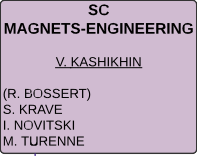 SC
MAGNETS-ENGINEERING
V. KASHIKHIN
(R. BOSSERT)
S. KRAVE
I. NOVITSKI
M. TURENNE